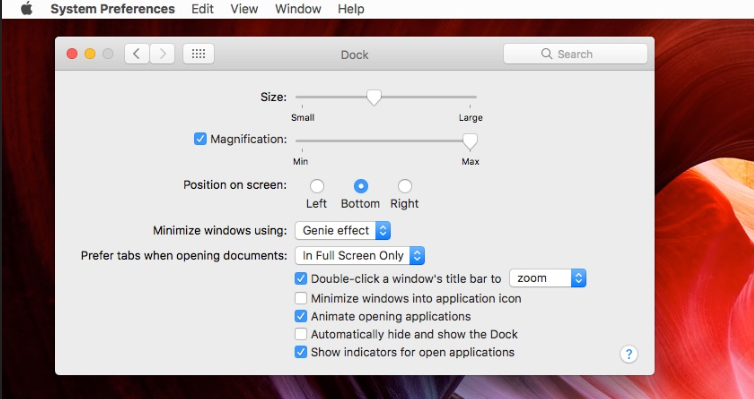 System Preferences Edit View Window Help
Dock
Search
Size:
Small Large
Magnification:
Min Max
Position on screen:
Left Bottom Right
Minimize windows using: Genie effect
Prefer tabs when opening documents: In Full Screen Only
Double-click a window's title bar to zoom
Minimize windows into application icon
Animate opening applications
Automatically hide and show the Dock
Show indicators for open applications
?